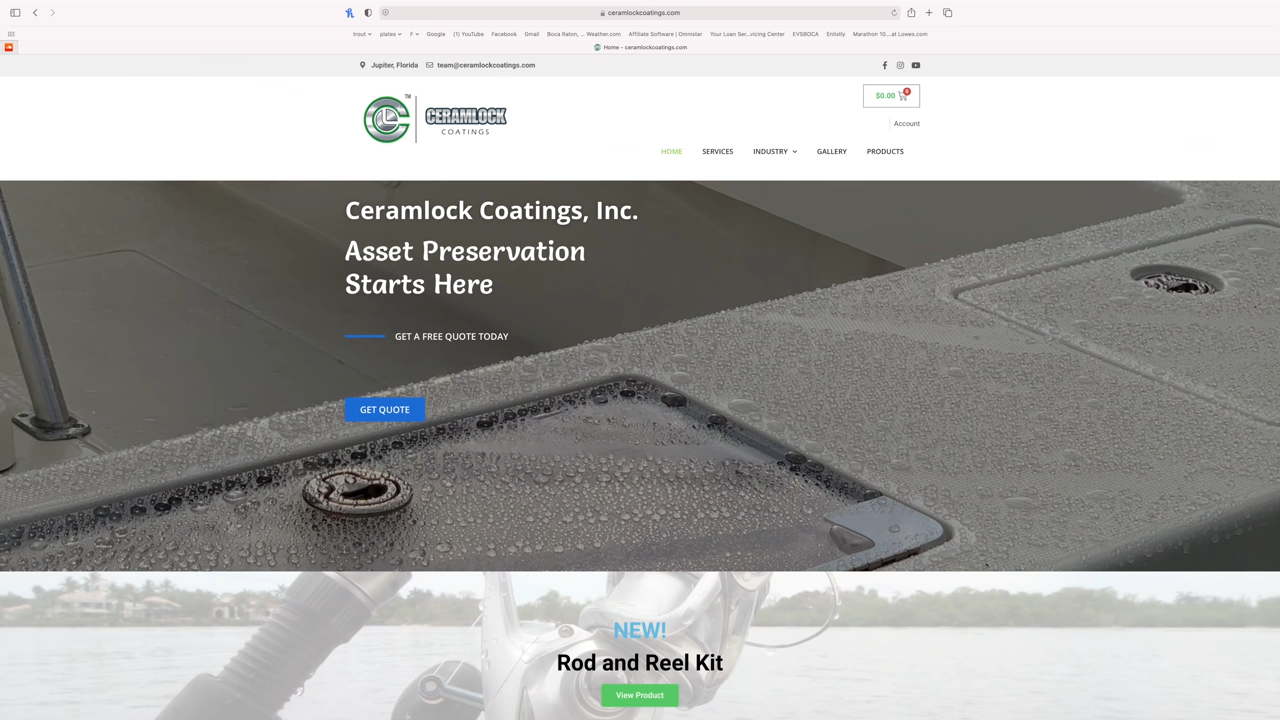 ceramlockcoatings.com
trout plates F Google (1) YouTube Facebook Gmail Boca Raton, ... Weather.com Affiliate Software | Omnistar Your Loan Ser...vicing Center EVSBOCA Entistly Marathon 10....at Lowes.com
Home – ceramlockcoatings.com
Jupiter, Florida team@ceramlockcoatings.com
$0.00 0
TM
CERAMLOCK
COATINGS
Account
HOME SERVICES INDUSTRY GALLERY PRODUCTS
Ceramlock Coatings, Inc.
Asset Preservation
Starts Here
GET A FREE QUOTE TODAY
GET QUOTE
NEW!
Rod and Reel Kit
View Product